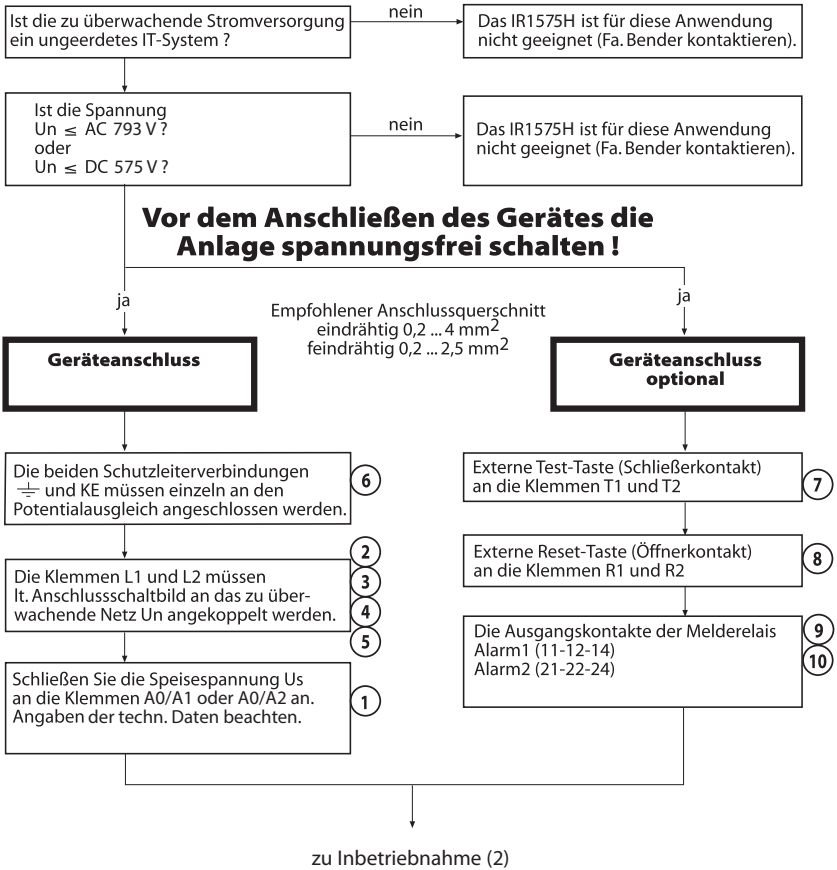 Ist die zu überwachende Stromversorgung
ein ungeerdetes IT-System ?
nein
Das IR1575H ist für diese Anwendung
nicht geeignet (Fa. Bender kontaktieren).
Ist die Spannung
Un ≤ AC 793 V ?
oder
Un ≤ DC 575 V ?
nein
Das IR1575H ist für diese Anwendung
nicht geeignet (Fa. Bender kontaktieren).
Vor dem Anschließen des Gerätes die
Anlage spannungsfrei schalten !
ja
ja
Empfohlener Anschlussquerschnitt
eindrähtig 0,2 ... 4 mm²
feindrähtig 0,2 ... 2,5 mm²
Geräteanschluss
Die beiden Schutzleiterverbindungen
⏚ und KE müssen einzeln an den
Potentialausgleich angeschlossen werden.
6
Die Klemmen L1 und L2 müssen
lt. Anschlussschaltbild an das zu über-
wachende Netz Un angekoppelt werden.
2
3
4
5
Schließen Sie die Speisespannung Us
an die Klemmen A0/A1 oder A0/A2 an.
Angaben der techn. Daten beachten.
1
Geräteanschluss
optional
Externe Test-Taste (Schließerkontakt)
an die Klemmen T1 und T2
7
Externe Reset-Taste (Öffnerkontakt)
an die Klemmen R1 und R2
8
Die Ausgangskontakte der Melderelais
Alarm1 (11-12-14)
Alarm2 (21-22-24)
9
10
zu Inbetriebnahme (2)